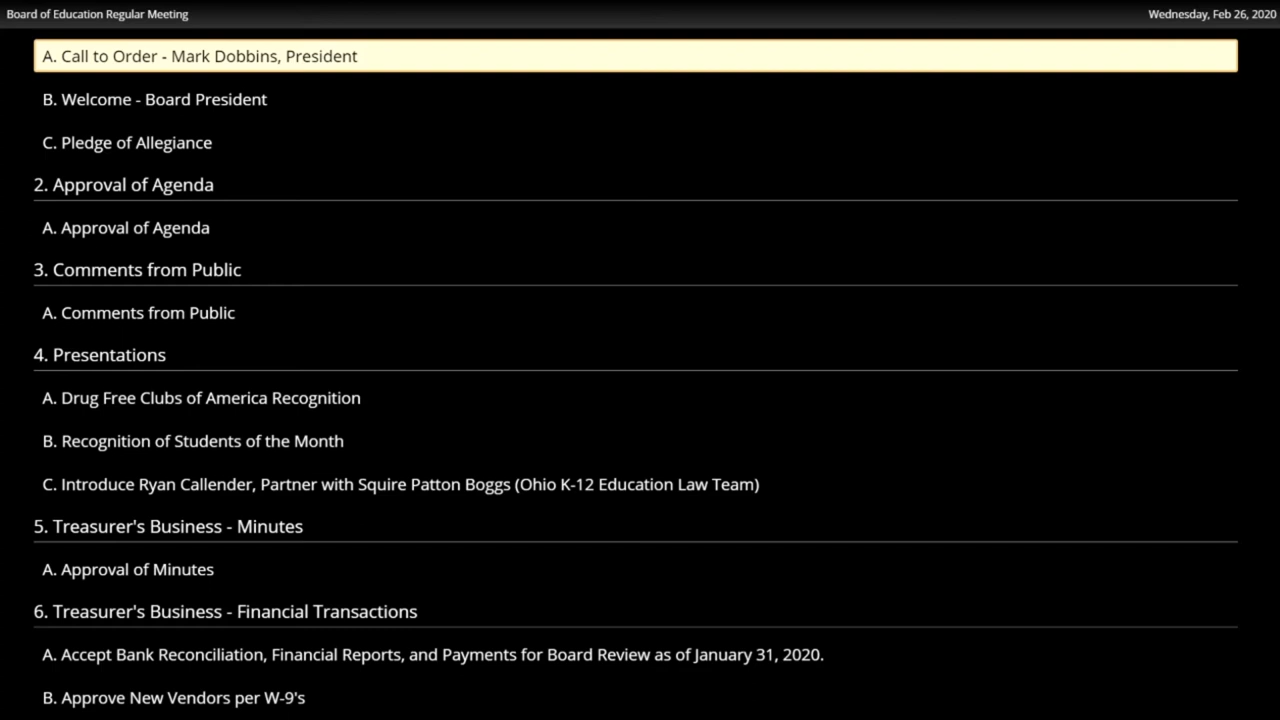 Board of Education Regular Meeting
Wednesday, Feb 26, 2020
A. Call to Order - Mark Dobbins, President
B. Welcome - Board President
C. Pledge of Allegiance
2. Approval of Agenda
A. Approval of Agenda
3. Comments from Public
A. Comments from Public
4. Presentations
A. Drug Free Clubs of America Recognition
B. Recognition of Students of the Month
C. Introduce Ryan Callender, Partner with Squire Patton Boggs (Ohio K-12 Education Law Team)
5. Treasurer's Business - Minutes
A. Approval of Minutes
6. Treasurer's Business - Financial Transactions
A. Accept Bank Reconciliation, Financial Reports, and Payments for Board Review as of January 31, 2020.
B. Approve New Vendors per W-9's